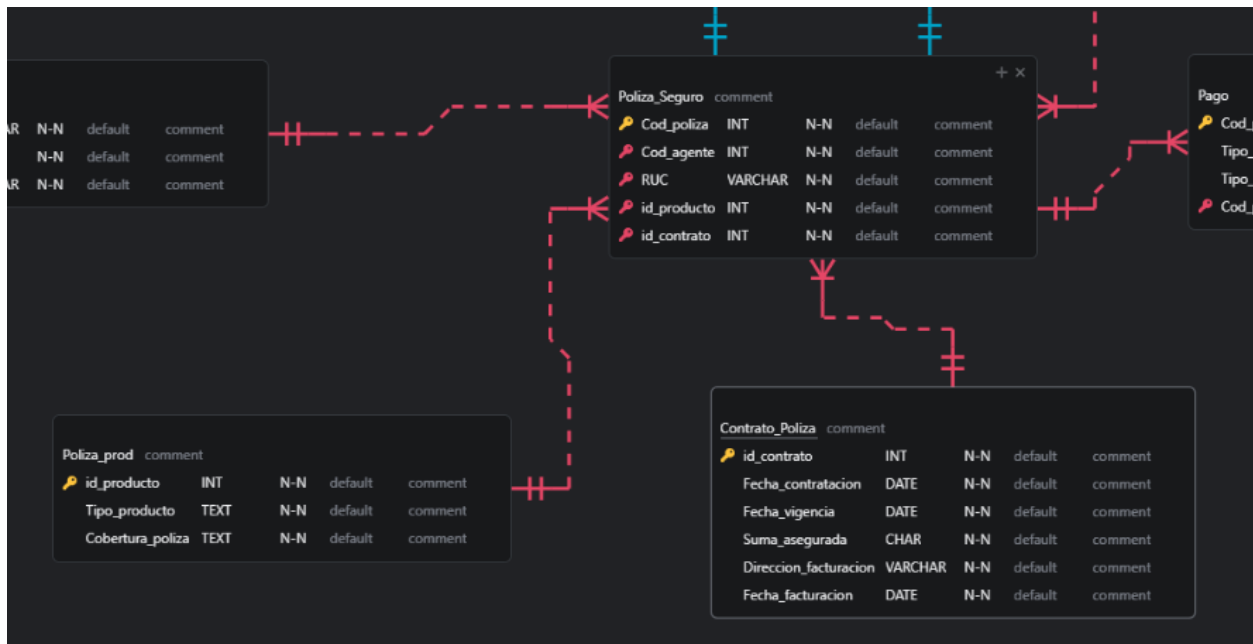 AR N-N default comment
N-N default comment
AR N-N default comment
Poliza_Seguro comment
Cod_poliza INT N-N default comment
Cod_agente INT N-N default comment
RUC VARCHAR N-N default comment
id_producto INT N-N default comment
id_contrato INT N-N default comment
Pago
Cod_
Tipo_
Tipo_
Cod_
Poliza_prod comment
id_producto INT N-N default comment
Tipo_producto TEXT N-N default comment
Cobertura_poliza TEXT N-N default comment
Contrato_Poliza comment
id_contrato INT N-N default comment
Fecha_contratacion DATE N-N default comment
Fecha_vigencia DATE N-N default comment
Suma_asegurada CHAR N-N default comment
Direccion_facturacion VARCHAR N-N default comment
Fecha_facturacion DATE N-N default comment